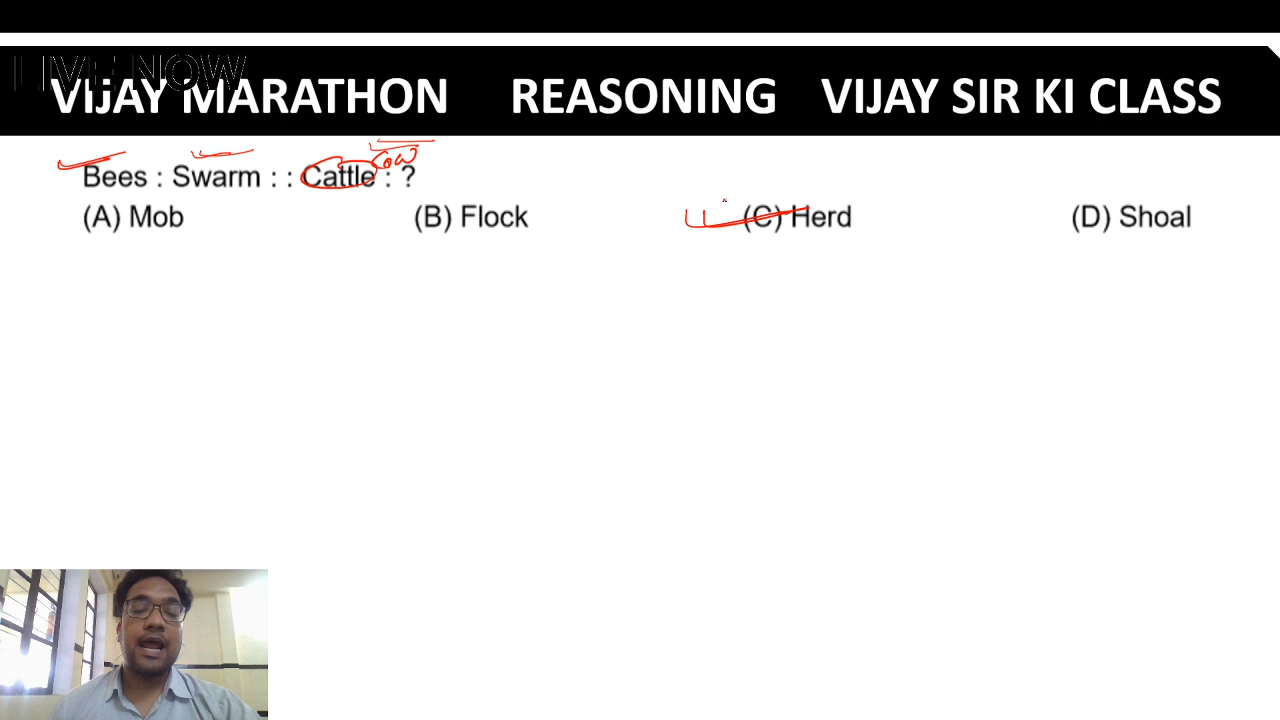 LIVE NOW
VIJAY MARATHON REASONING VIJAY SIR KI CLASS
cow
Bees : Swarm : : Cattle : ?
(A) Mob (B) Flock (C) Herd (D) Shoal